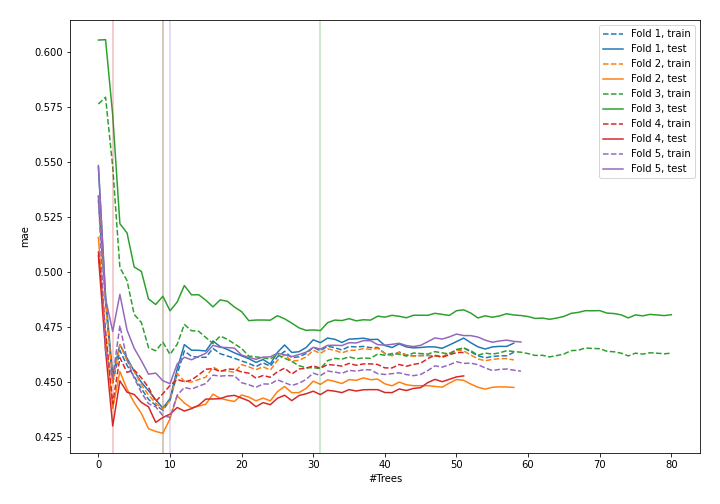 0.600
0.575
0.550
0.525
0.500
0.475
0.450
0.425
mae
0 10 20 30 40 50 60 70 80
#Trees
Fold 1, train
Fold 1, test
Fold 2, train
Fold 2, test
Fold 3, train
Fold 3, test
Fold 4, train
Fold 4, test
Fold 5, train
Fold 5, test